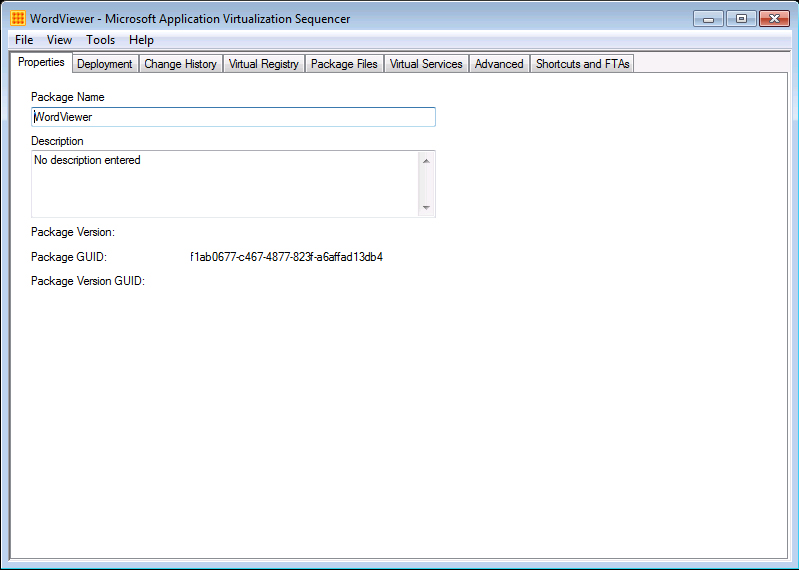 WordViewer - Microsoft Application Virtualization Sequencer
File View Tools Help
Properties Deployment Change History Virtual Registry Package Files Virtual Services Advanced Shortcuts and FTAs
Package Name
WordViewer
Description
No description entered
Package Version:
Package GUID: f1ab0677-c467-4877-823f-a6affad13db4
Package Version GUID: